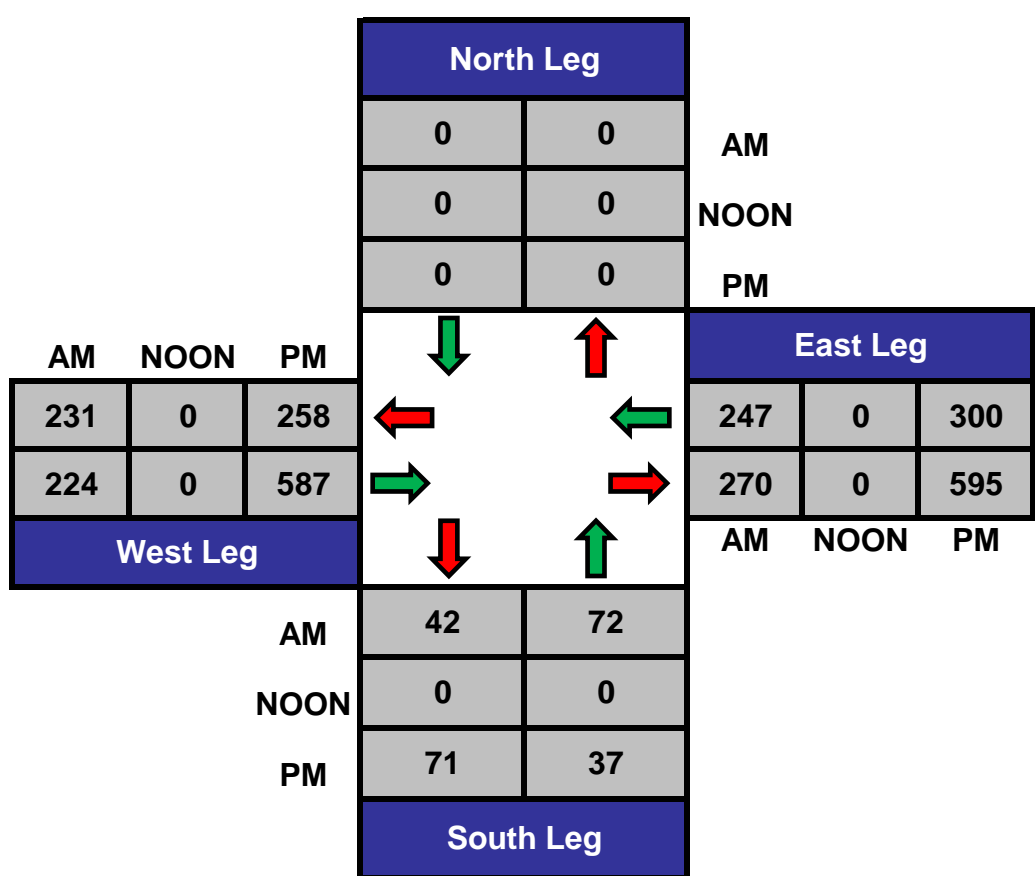 North Leg
0 0 AM
0 0 NOON
0 0 PM
East Leg
AM NOON PM
231 0 258
247 0 300
224 0 587
270 0 595
West Leg
AM NOON PM
AM 42 72
NOON 0 0
PM 71 37
South Leg